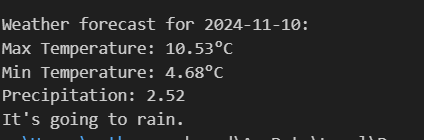 Weather forecast for 2024-11-10:
Max Temperature: 10.53°C
Min Temperature: 4.68°C
Precipitation: 2.52
It's going to rain.